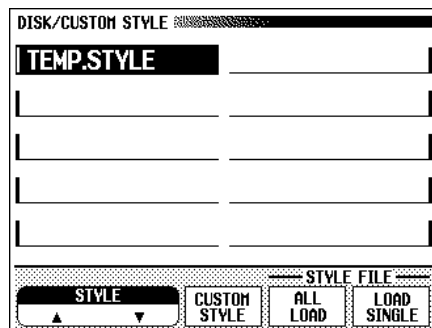 DISK/CUSTOM STYLE
TEMP.STYLE
STYLE FILE
STYLE
▲ ▼
CUSTOM
STYLE
ALL
LOAD
LOAD
SINGLE